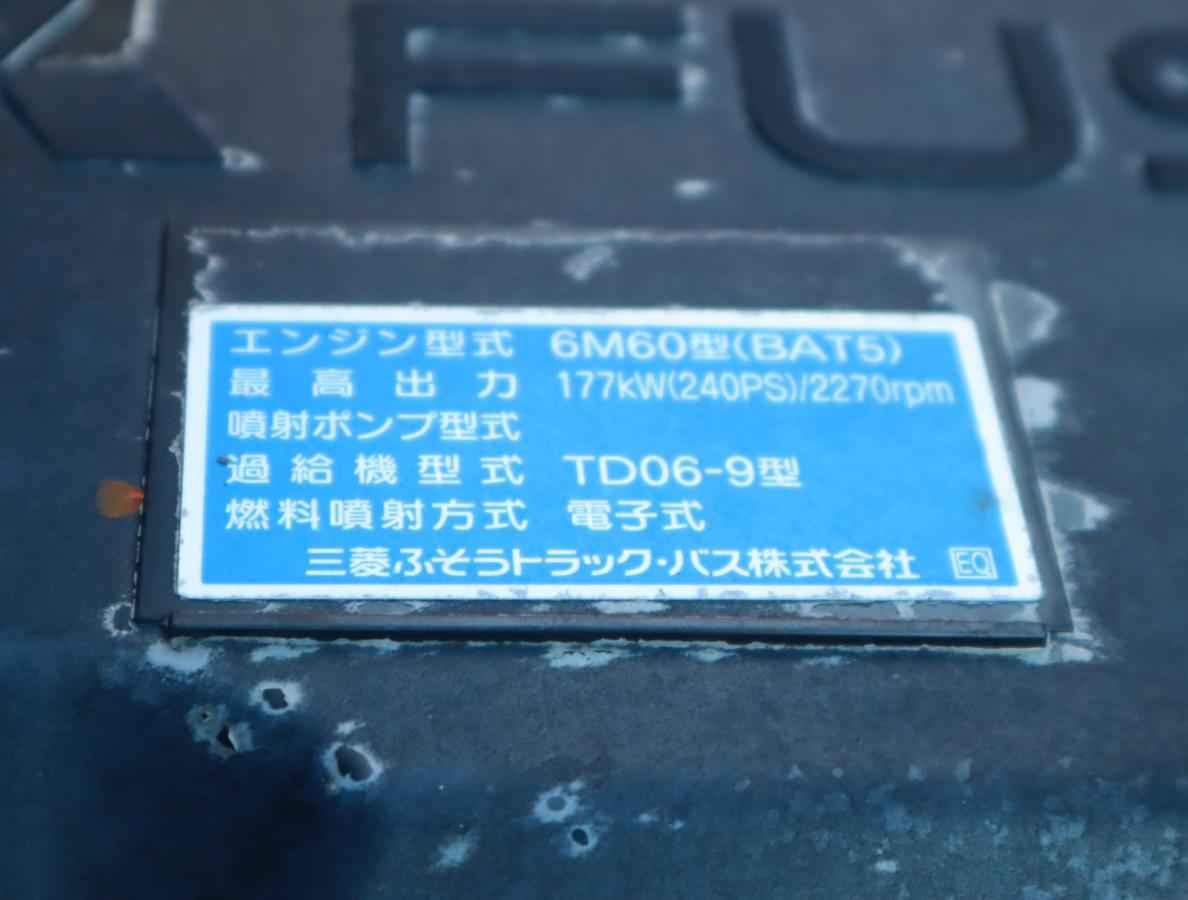 FUS
エンジン型式 6M60型(BAT5)
最高出力 177kW(240PS)/2270rpm
噴射ポンプ型式
過給機型式 TD06-9型
燃料噴射方式 電子式
三菱ふそうトラック・バス株式会社 EQ